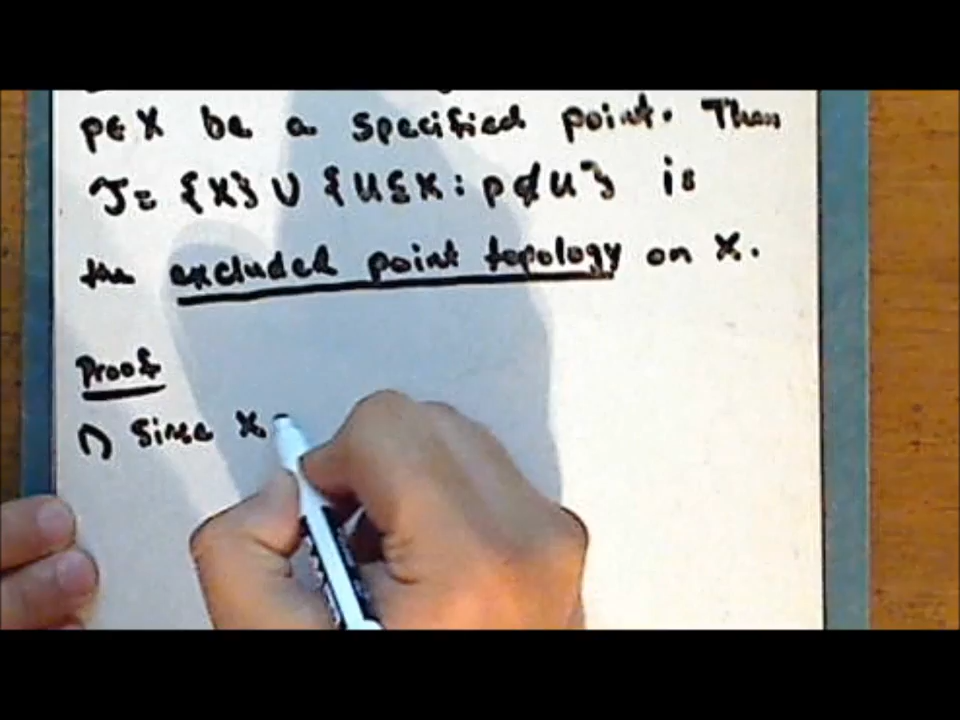 p∈X be a specified point. Then
𝒯= {X} ∪ {U⊆X : p∉U} is
the excluded point topology on X.
Proof
1) Since X